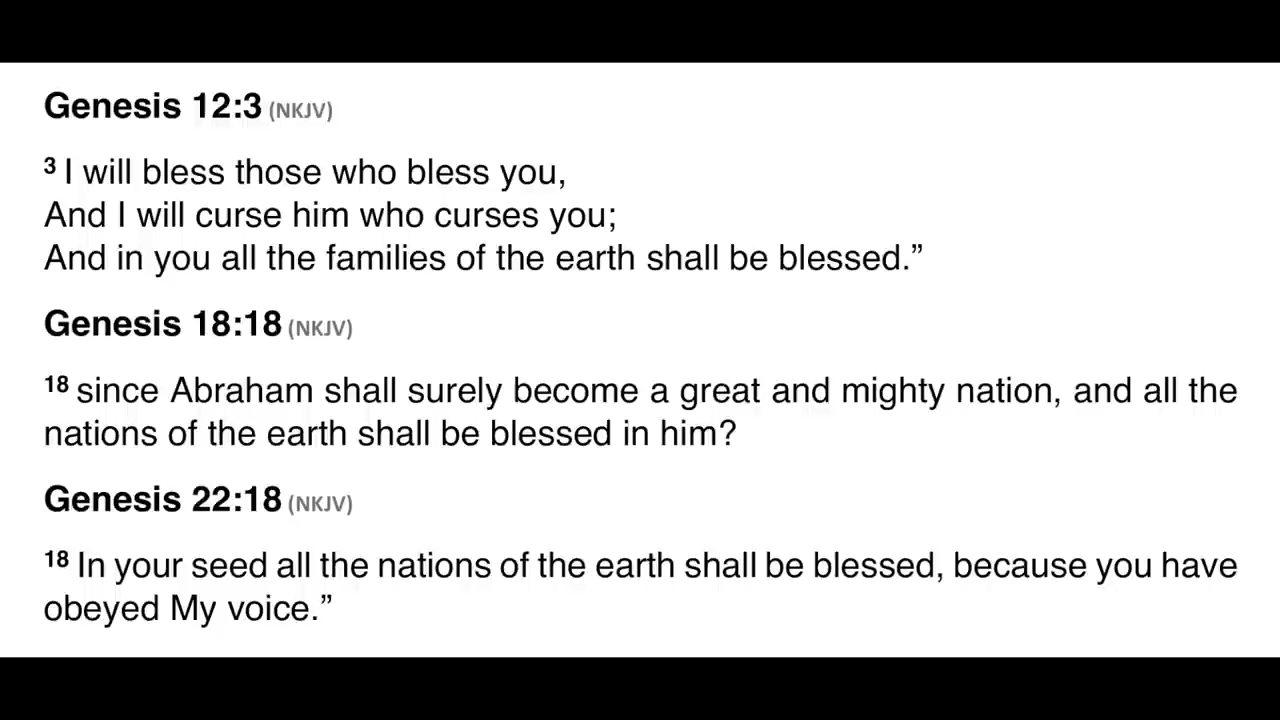 Genesis 12:3 (NKJV)
3 I will bless those who bless you,
And I will curse him who curses you;
And in you all the families of the earth shall be blessed.”
Genesis 18:18 (NKJV)
18 since Abraham shall surely become a great and mighty nation, and all the
nations of the earth shall be blessed in him?
Genesis 22:18 (NKJV)
18 In your seed all the nations of the earth shall be blessed, because you have
obeyed My voice.”